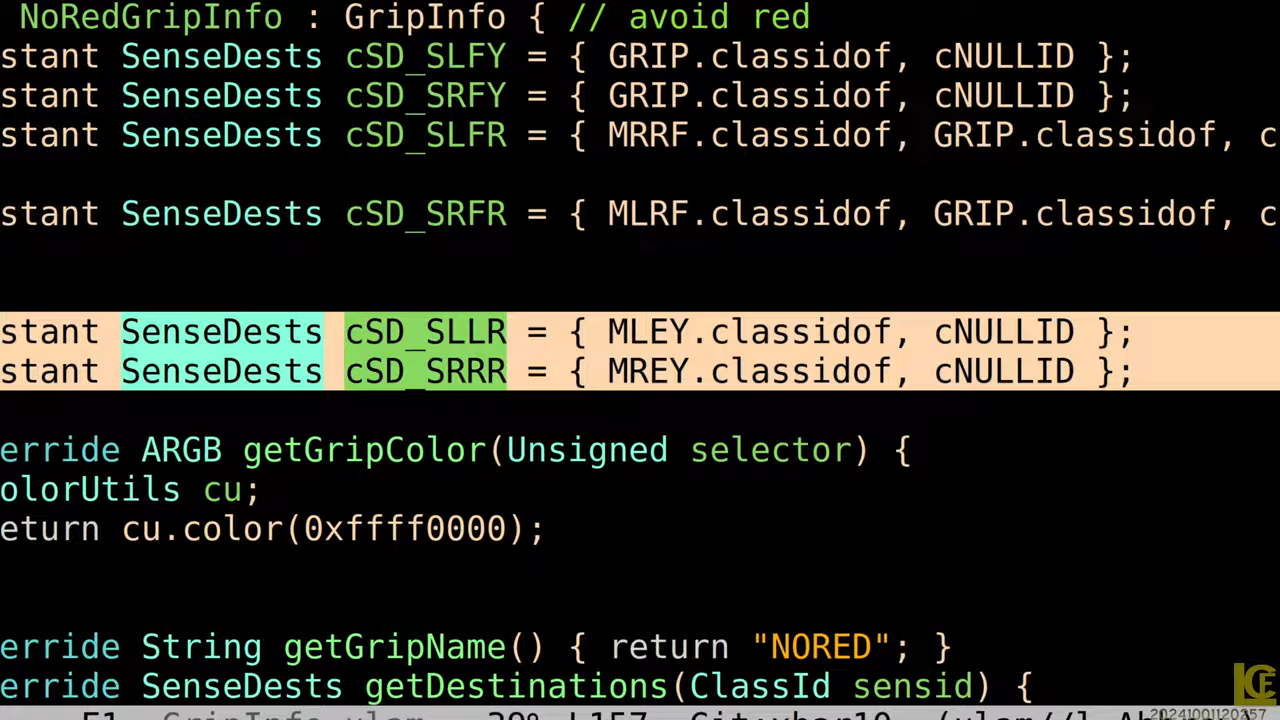 NoRedGripInfo : GripInfo { // avoid red
stant SenseDests cSD_SLFY = { GRIP.classidof, cNULLID };
stant SenseDests cSD_SRFY = { GRIP.classidof, cNULLID };
stant SenseDests cSD_SLFR = { MRRF.classidof, GRIP.classidof, c
stant SenseDests cSD_SRFR = { MLRF.classidof, GRIP.classidof, c
stant SenseDests cSD_SLLR = { MLEY.classidof, cNULLID };
stant SenseDests cSD_SRRR = { MREY.classidof, cNULLID };
erride ARGB getGripColor(Unsigned selector) {
olorUtils cu;
eturn cu.color(0xffff0000);
erride String getGripName() { return "NORED"; }
erride SenseDests getDestinations(ClassId sensid) {